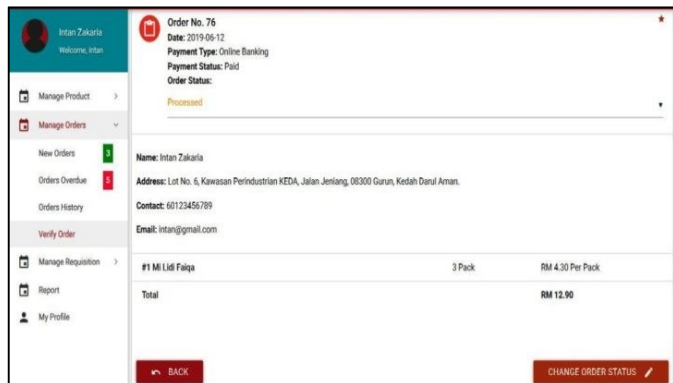 Intan Zakaria
Welcome, Intan
Manage Product
Manage Orders
New Orders 3
Orders Overdue 5
Orders History
Verify Order
Manage Requisition
Report
My Profile
Order No. 76
Date: 2019-06-12
Payment Type: Online Banking
Payment Status: Paid
Order Status:
Processed
Name: Intan Zakaria
Address: Lot No. 6, Kawasan Perindustrian KEDA, Jalan Jeniang, 08300 Gurun, Kedah Darul Aman.
Contact: 60123456789
Email: intan@gmail.com
#1 Mi Lidi Faiqa 3 Pack RM 4.30 Per Pack
Total RM 12.90
BACK
CHANGE ORDER STATUS